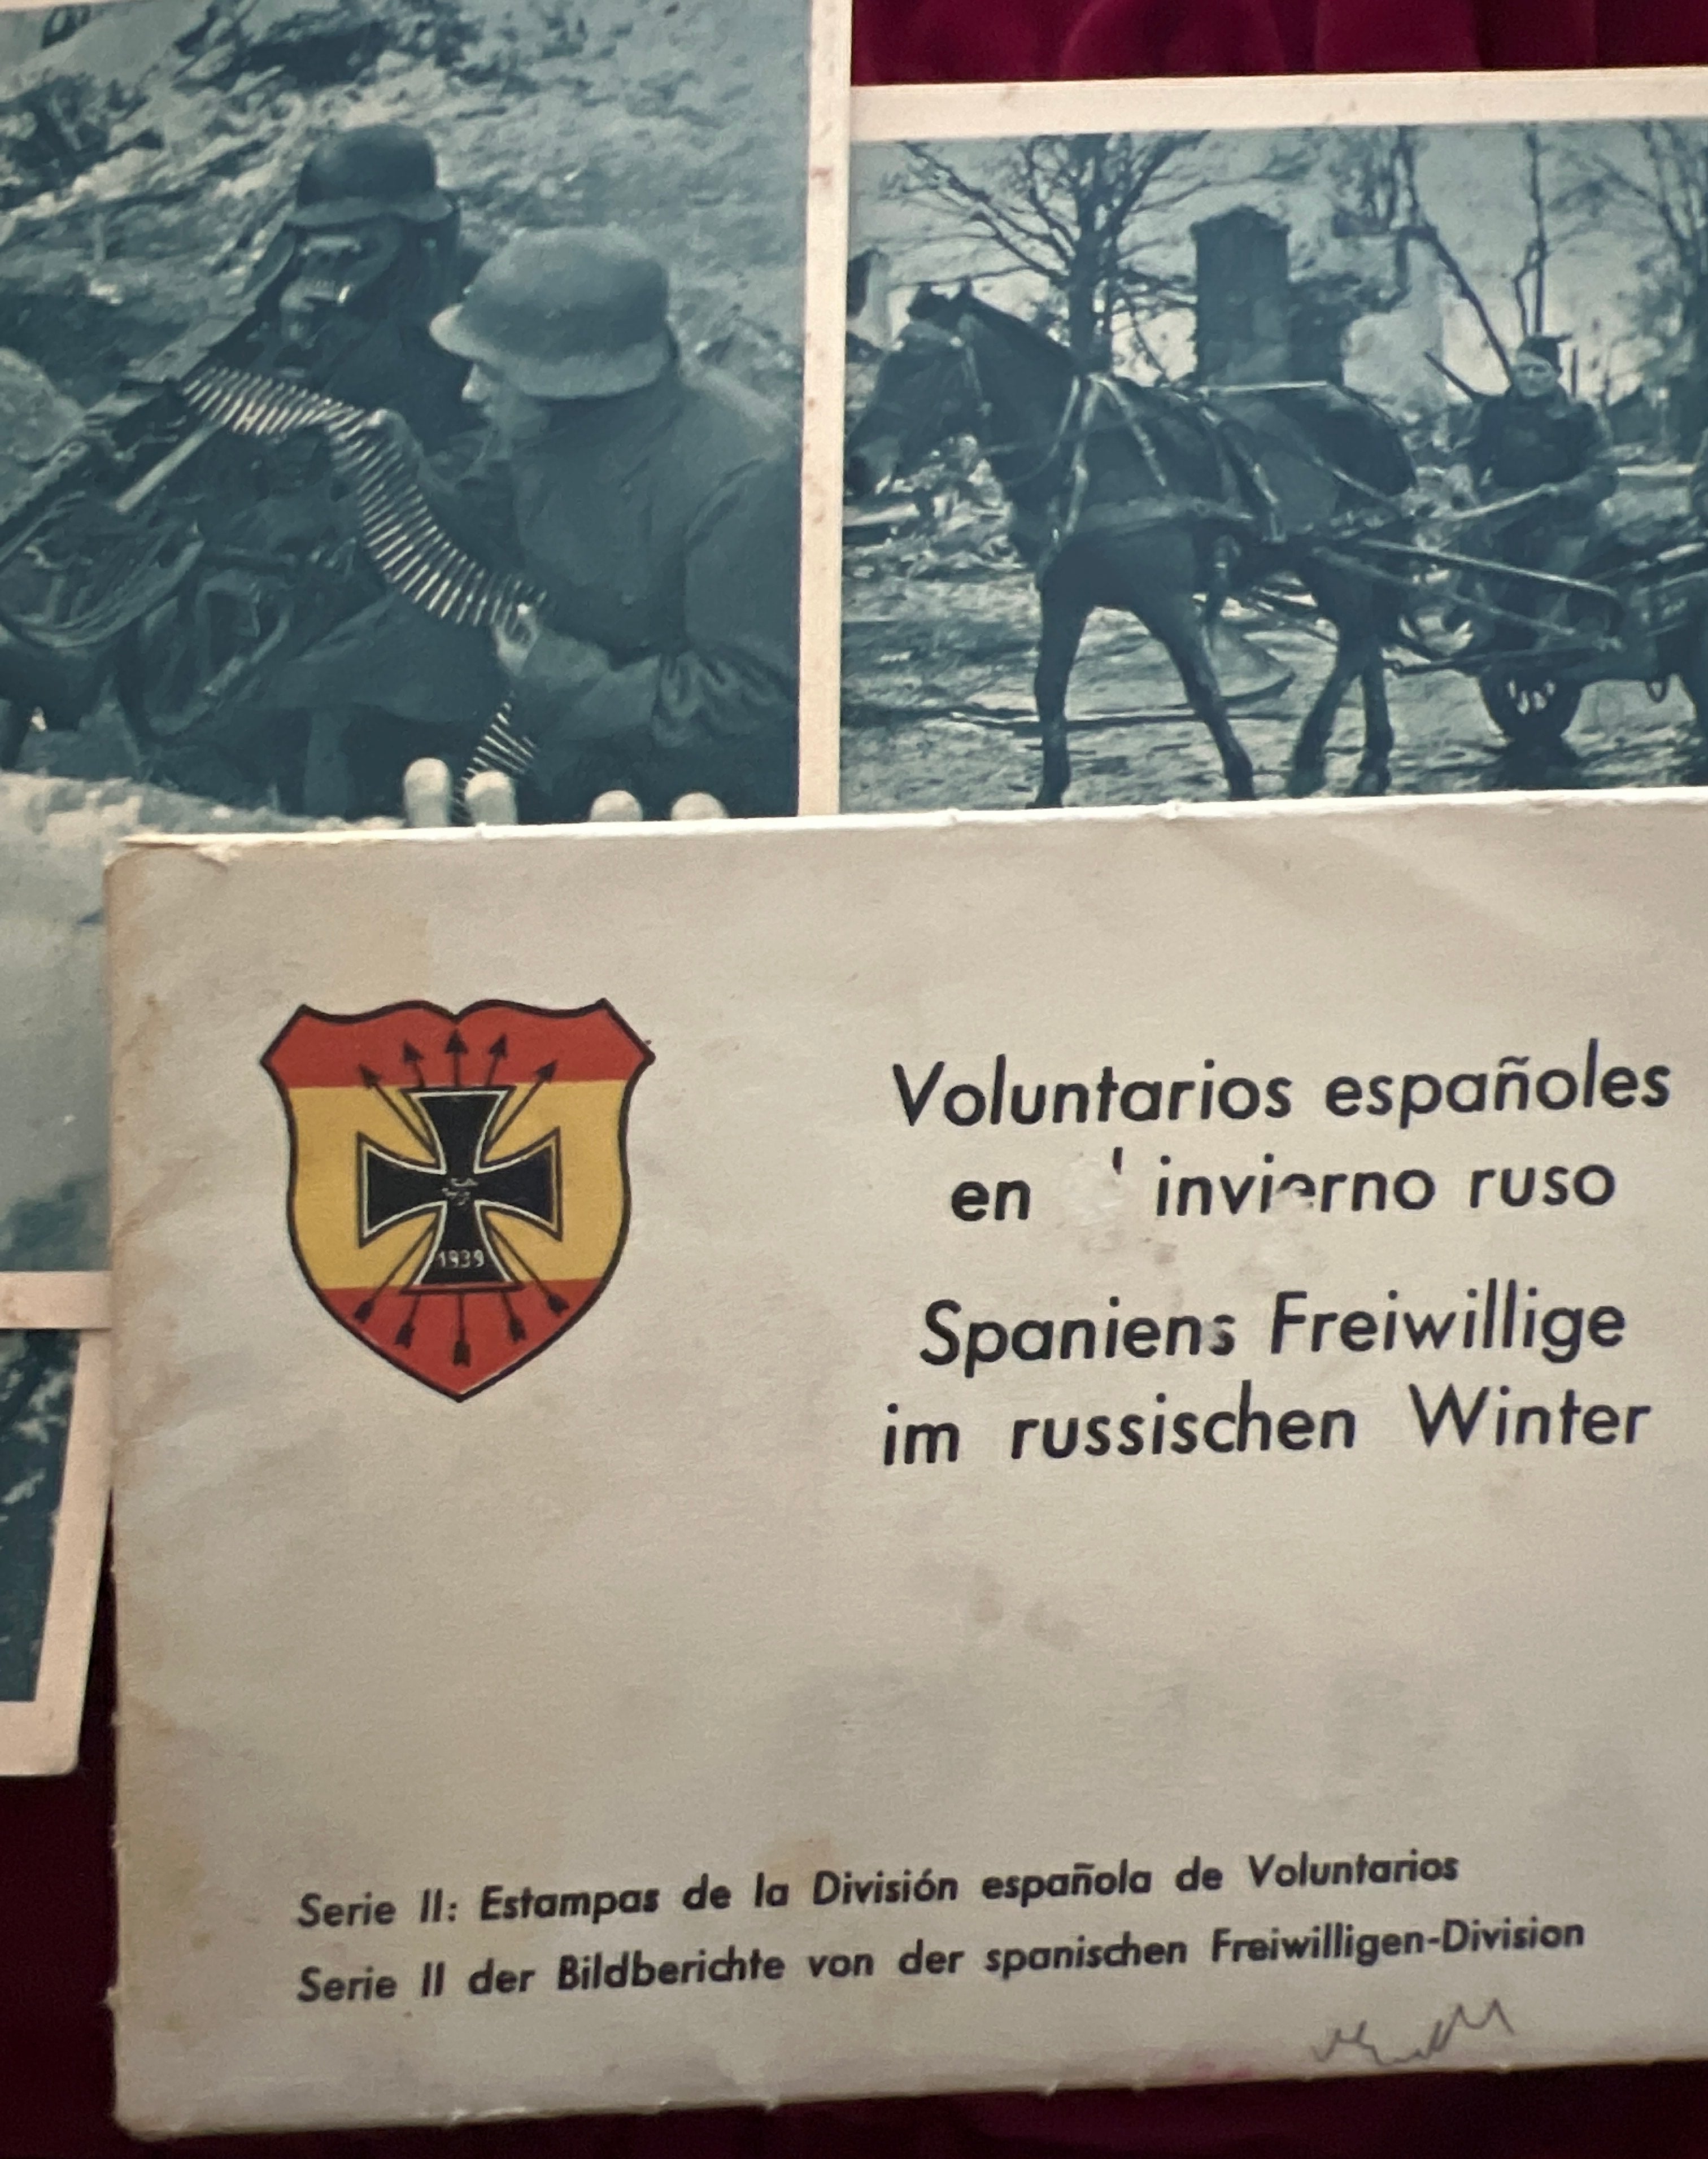 1939
Voluntarios españoles
en invierno ruso
Spaniens Freiwillige
im russischen Winter
Serie II: Estampas de la División española de Voluntarios
Serie II der Bildberichte von der spanischen Freiwilligen-Division